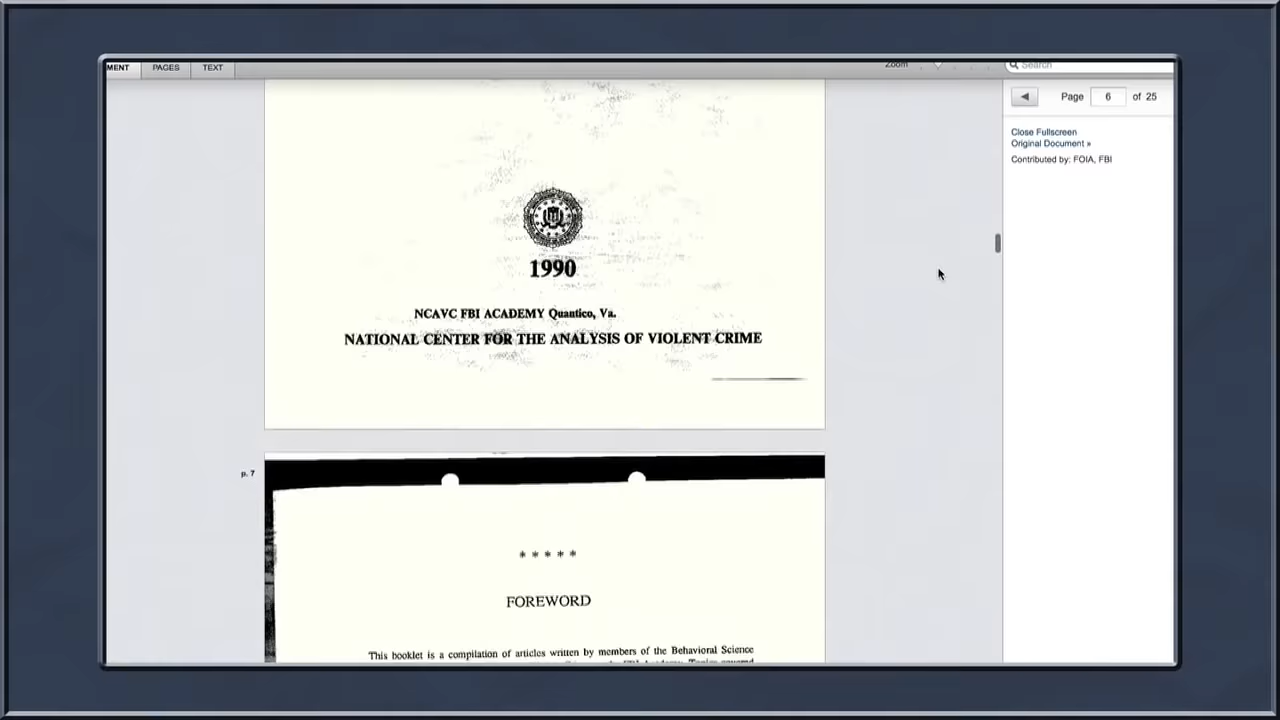 MENT PAGES TEXT Zoom Search
Page 6 of 25
Close Fullscreen
Original Document »
Contributed by: FOIA, FBI
1990
NCAVC FBI ACADEMY Quantico, Va.
NATIONAL CENTER FOR THE ANALYSIS OF VIOLENT CRIME
p. 7
* * * * *
FOREWORD
This booklet is a compilation of articles written by members of the Behavioral Science